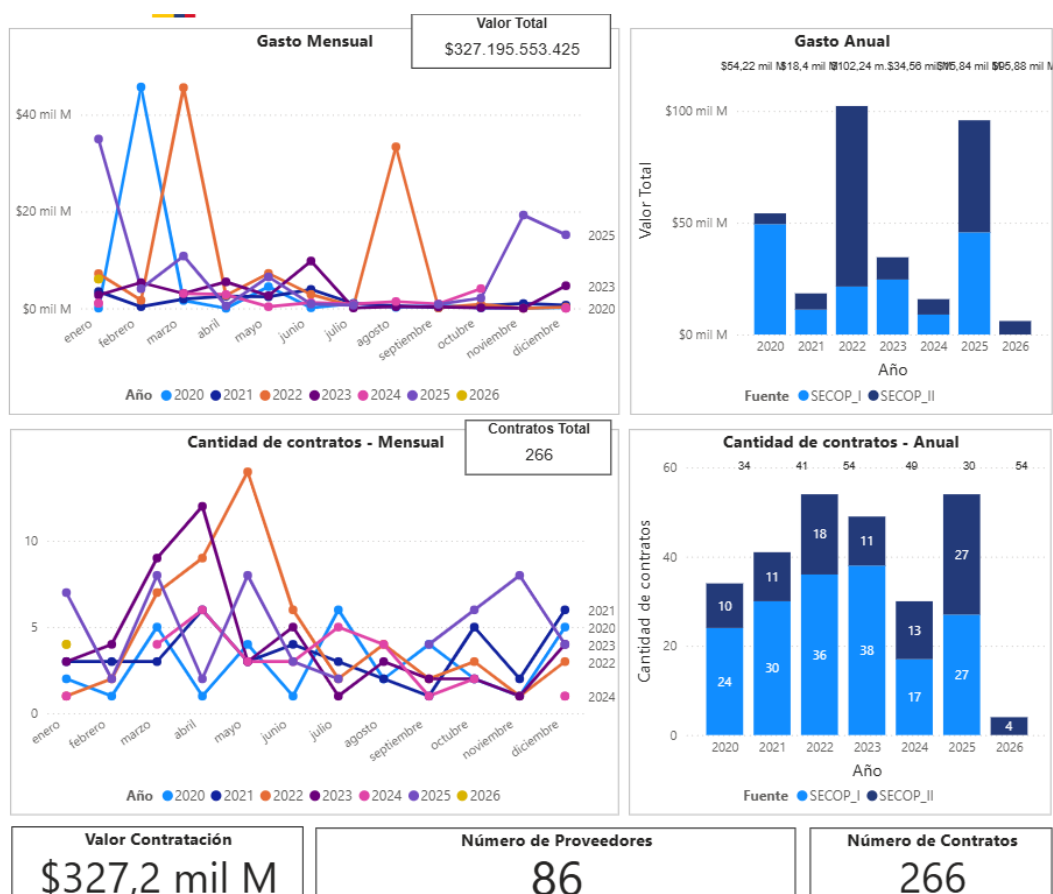 Gasto Mensual
Valor Total
$327.195.553.425
$40 mil M
$20 mil M
$0 mil M
2025
2023
2020
enero febrero marzo abril mayo junio julio agosto septiembre octubre noviembre diciembre
Año 2020 2021 2022 2023 2024 2025 2026
Gasto Anual
$54,22 mil M $18,4 mil M $102,24 m... $34,56 mil M $15,84 mil M $95,88 mil M
Valor Total
$100 mil M
$50 mil M
$0 mil M
2020 2021 2022 2023 2024 2025 2026
Año
Fuente SECOP_I SECOP_II
Cantidad de contratos - Mensual
Contratos Total
266
10
5
0
2021
2020
2023
2022
2024
enero febrero marzo abril mayo junio julio agosto septiembre octubre noviembre diciembre
Año 2020 2021 2022 2023 2024 2025 2026
Cantidad de contratos - Anual
34 41 54 49 30 54
Cantidad de contratos
60
40
20
0
10 11 18 11 13 27 4
24 30 36 38 17 27
2020 2021 2022 2023 2024 2025 2026
Año
Fuente SECOP_I SECOP_II
Valor Contratación
$327,2 mil M
Número de Proveedores
86
Número de Contratos
266